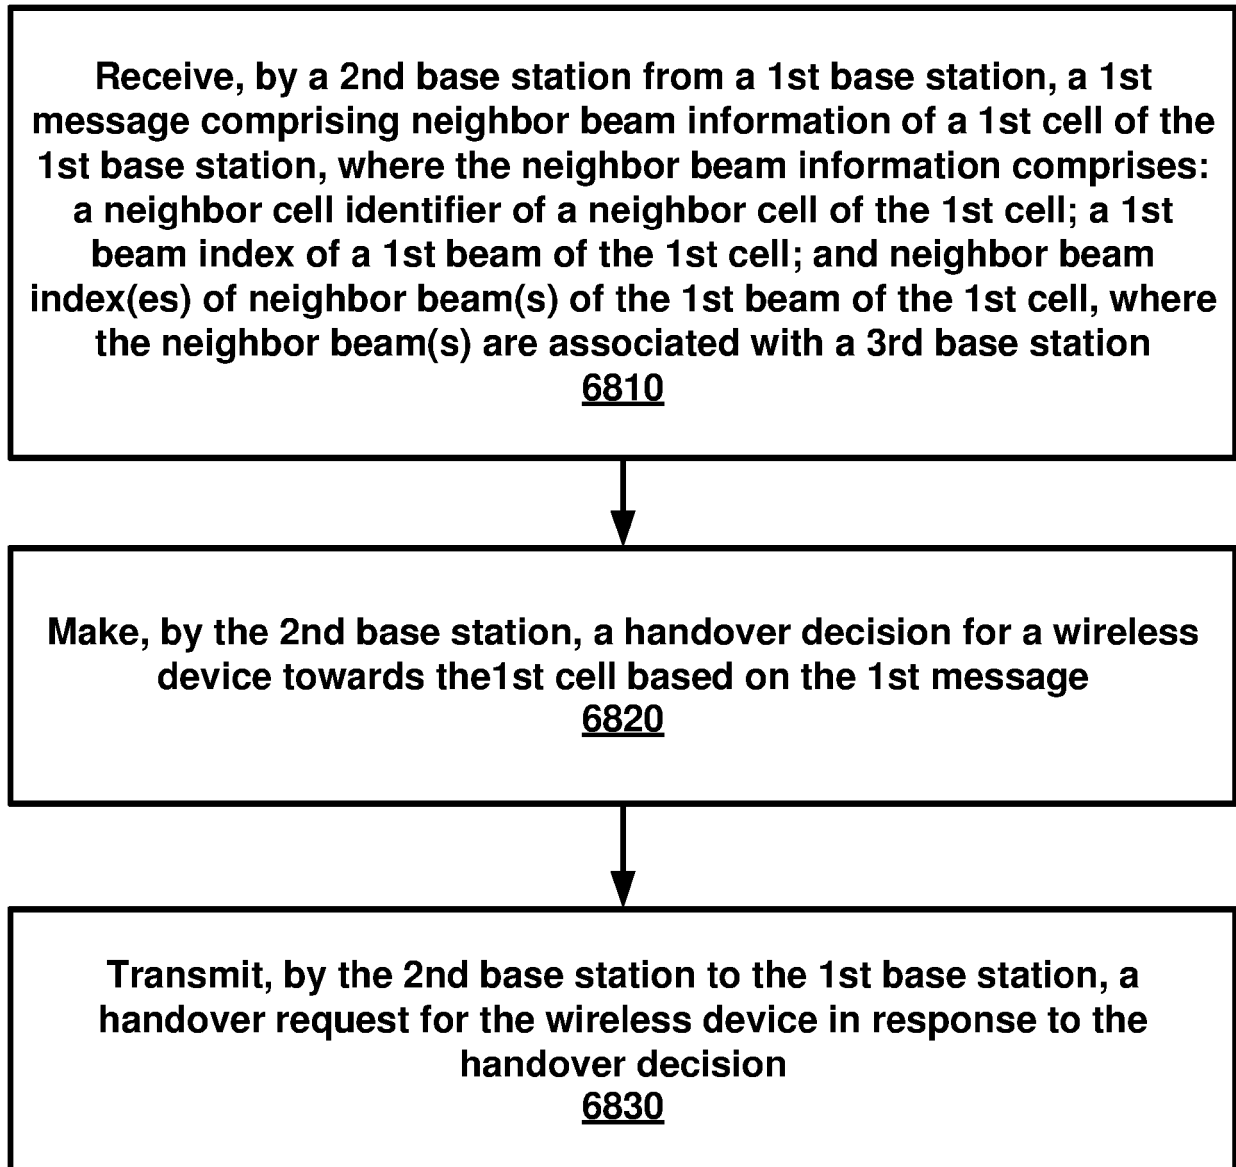 Receive, by a 2nd base station from a 1st base station, a 1st
message comprising neighbor beam information of a 1st cell of the
1st base station, where the neighbor beam information comprises:
a neighbor cell identifier of a neighbor cell of the 1st cell; a 1st
beam index of a 1st beam of the 1st cell; and neighbor beam
index(es) of neighbor beam(s) of the 1st beam of the 1st cell, where
the neighbor beam(s) are associated with a 3rd base station
6810
Make, by the 2nd base station, a handover decision for a wireless
device towards the1st cell based on the 1st message
6820
Transmit, by the 2nd base station to the 1st base station, a
handover request for the wireless device in response to the
handover decision
6830